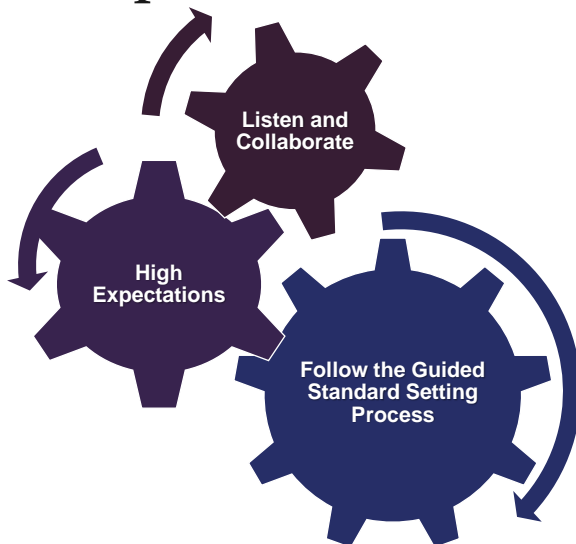 Listen and
Collaborate
High
Expectations
Follow the Guided
Standard Setting
Process